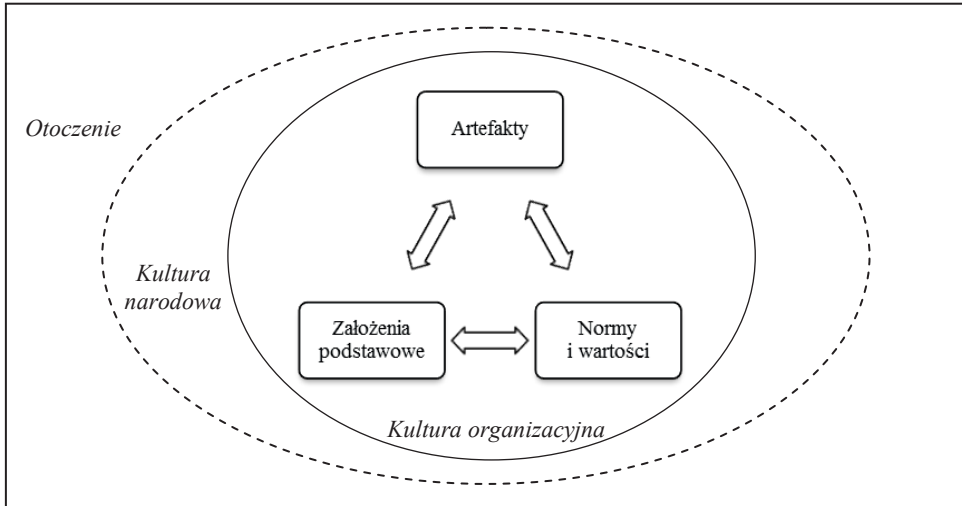 Artefakty
Otoczenie
Kultura
narodowa
Założenia
podstawowe
Normy
i wartości
Kultura organizacyjna